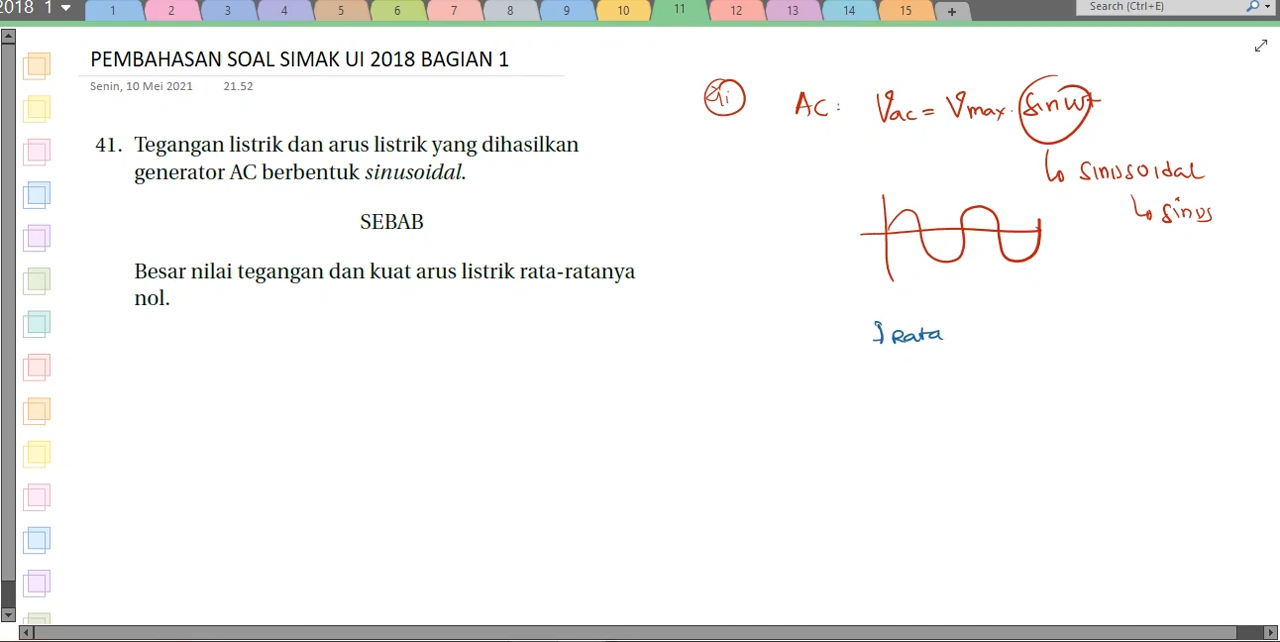 2018 1
1 2 3 4 5 6 7 8 9 10 11 12 13 14 15 +
Search (Ctrl+E)
PEMBAHASAN SOAL SIMAK UI 2018 BAGIAN 1
Senin, 10 Mei 2021 21.52
41. Tegangan listrik dan arus listrik yang dihasilkan
generator AC berbentuk sinusoidal.
SEBAB
Besar nilai tegangan dan kuat arus listrik rata-ratanya
nol.
AC: Vac = Vmax. sin ωt
↳ sinusoidal
↳ sinus
Rata